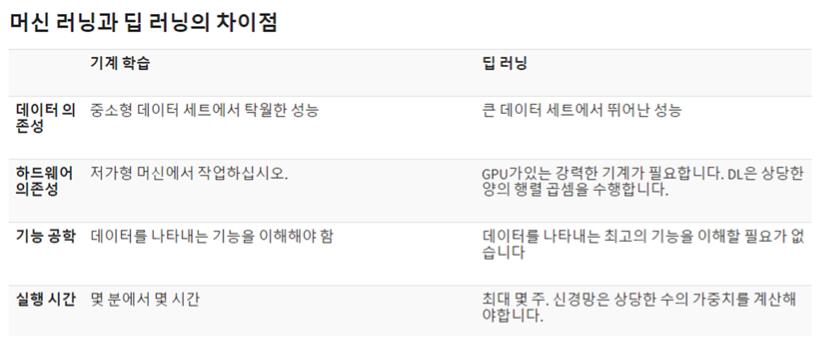 머신 러닝과 딥 러닝의 차이점
기계 학습 딥 러닝
데이터 의 중소형 데이터 세트에서 탁월한 성능 큰 데이터 세트에서 뛰어난 성능
존성
하드웨어 저가형 머신에서 작업하십시오. GPU가있는 강력한 기계가 필요합니다. DL은 상당한
의존성 양의 행렬 곱셈을 수행합니다.
기능 공학 데이터를 나타내는 기능을 이해해야 함 데이터를 나타내는 최고의 기능을 이해할 필요가 없
습니다
실행 시간 몇 분에서 몇 시간 최대 몇 주. 신경망은 상당한 수의 가중치를 계산해
야합니다.